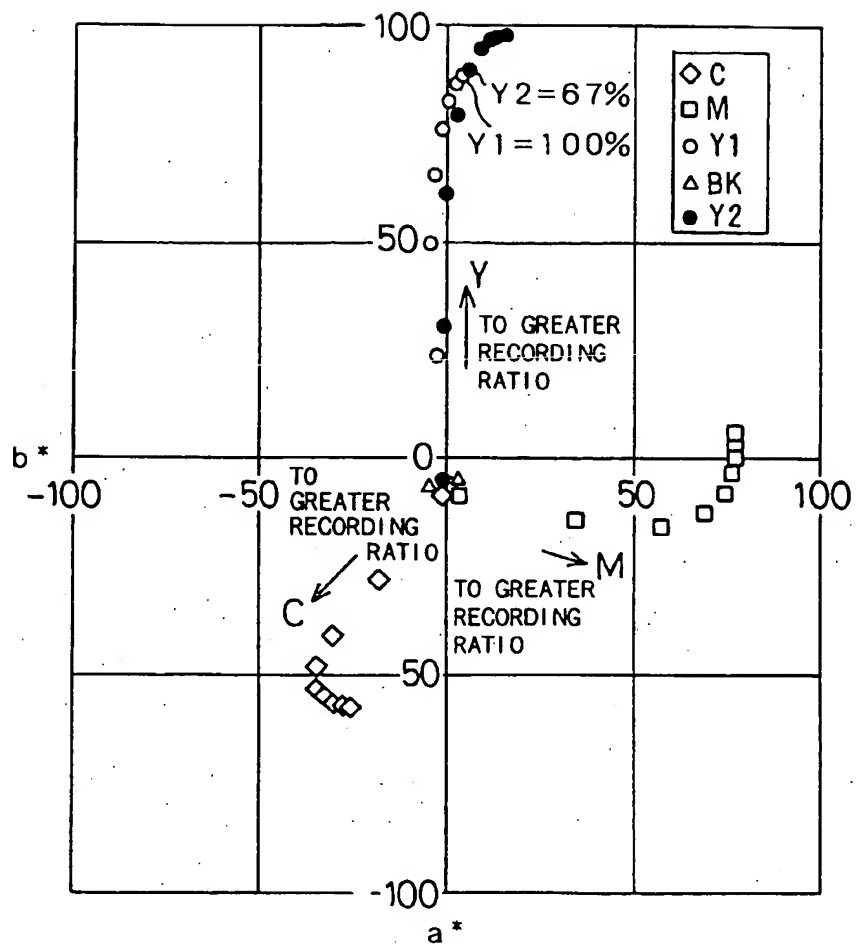 100
C
M
Y1
BK
Y2
Y2=67%
Y1=100%
50
Y
TO GREATER
RECORDING
RATIO
b*
0
-100
-50
50
100
TO
GREATER
RECORDING
RATIO
C
M
TO GREATER
RECORDING
RATIO
-50
-100
a*